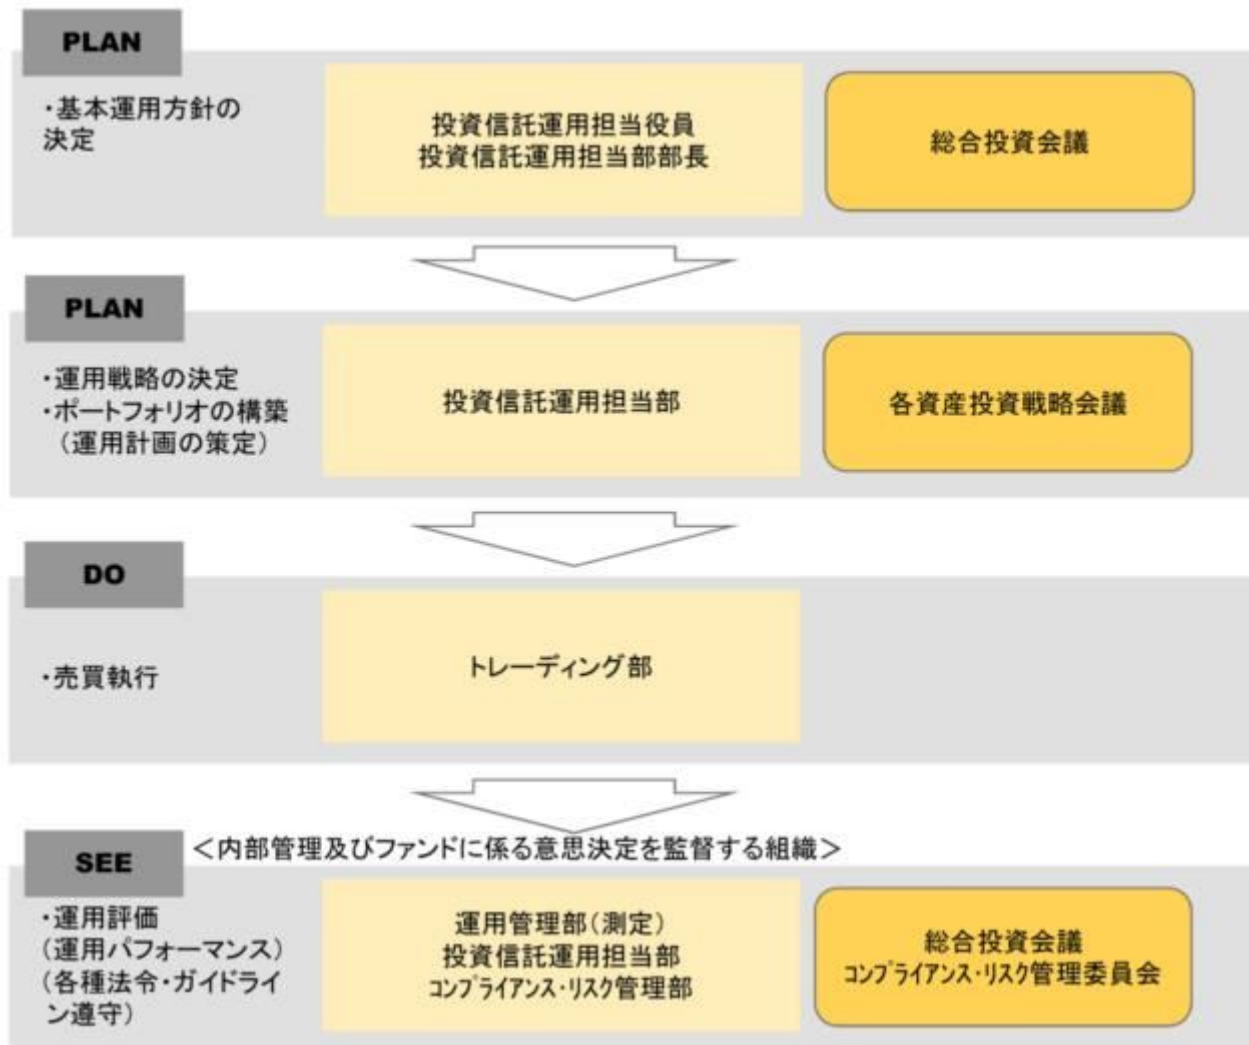 PLAN
・基本運用方針の
決定
投資信託運用担当役員
投資信託運用担当部部長
総合投資会議
PLAN
・運用戦略の決定
・ポートフォリオの構築
（運用計画の策定）
投資信託運用担当部
各資産投資戦略会議
DO
・売買執行
トレーディング部
SEE
＜内部管理及びファンドに係る意思決定を監督する組織＞
・運用評価
(運用パフォーマンス)
(各種法令・ガイドライ
ン遵守)
運用管理部(測定)
投資信託運用担当部
ｺﾝﾌﾟﾗｲｱﾝｽ・ﾘｽｸ管理部
総合投資会議
ｺﾝﾌﾟﾗｲｱﾝｽ・ﾘｽｸ管理委員会